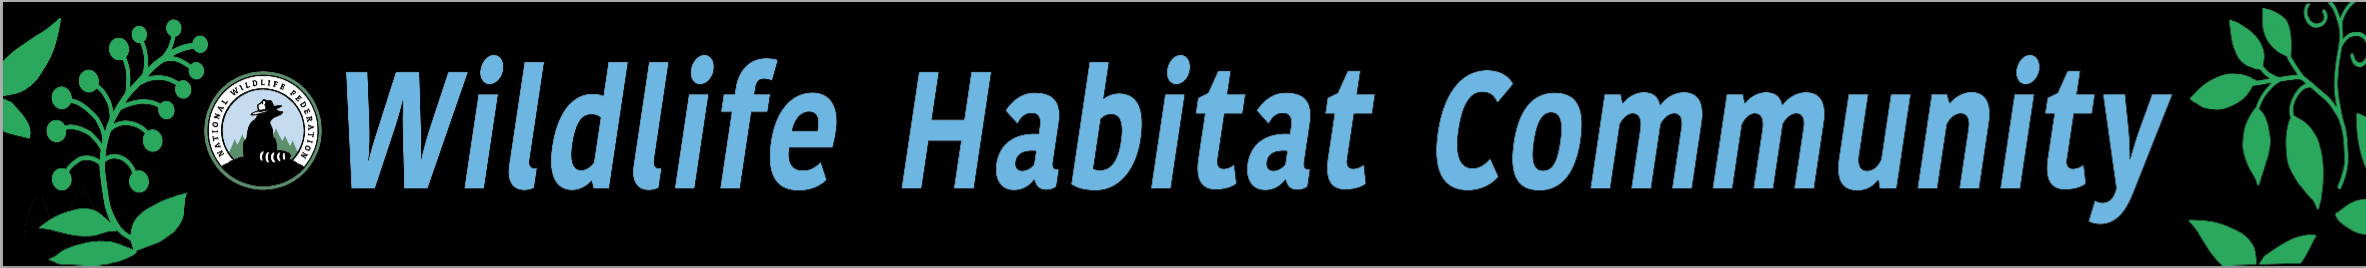 NATIONAL WILDLIFE FEDERATION
Wildlife Habitat Community